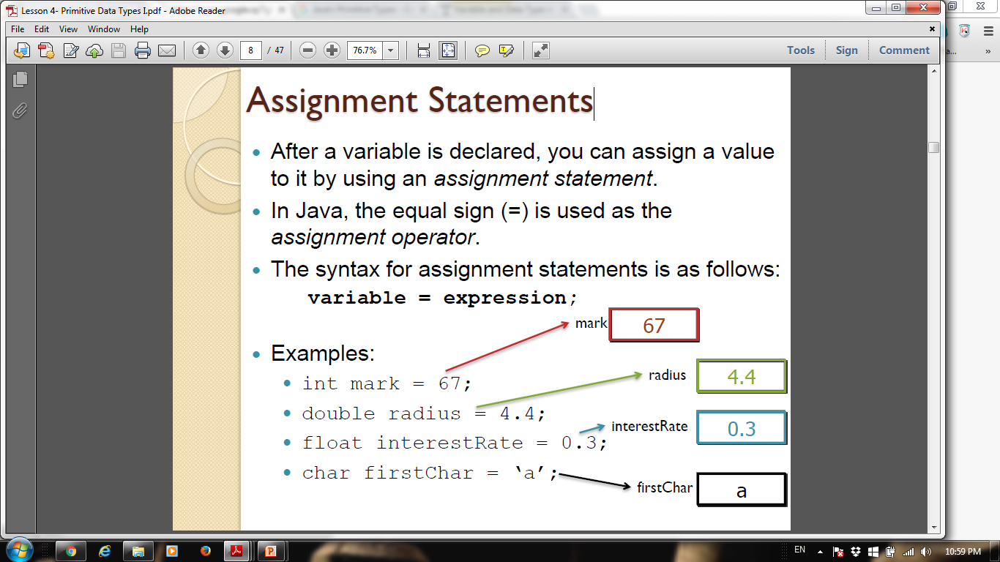 Lesson 4- Primitive Data Types I.pdf - Adobe Reader
File Edit View Window Help
8 / 47
76.7%
Tools Sign Comment
a... »
Assignment Statements
After a variable is declared, you can assign a value
to it by using an assignment statement.
In Java, the equal sign (=) is used as the
assignment operator.
The syntax for assignment statements is as follows:
variable = expression;
mark 67
Examples:
int mark = 67;
radius 4.4
double radius = 4.4;
interestRate 0.3
float interestRate = 0.3;
char firstChar = ‘a’;
firstChar a
EN 10:59 PM